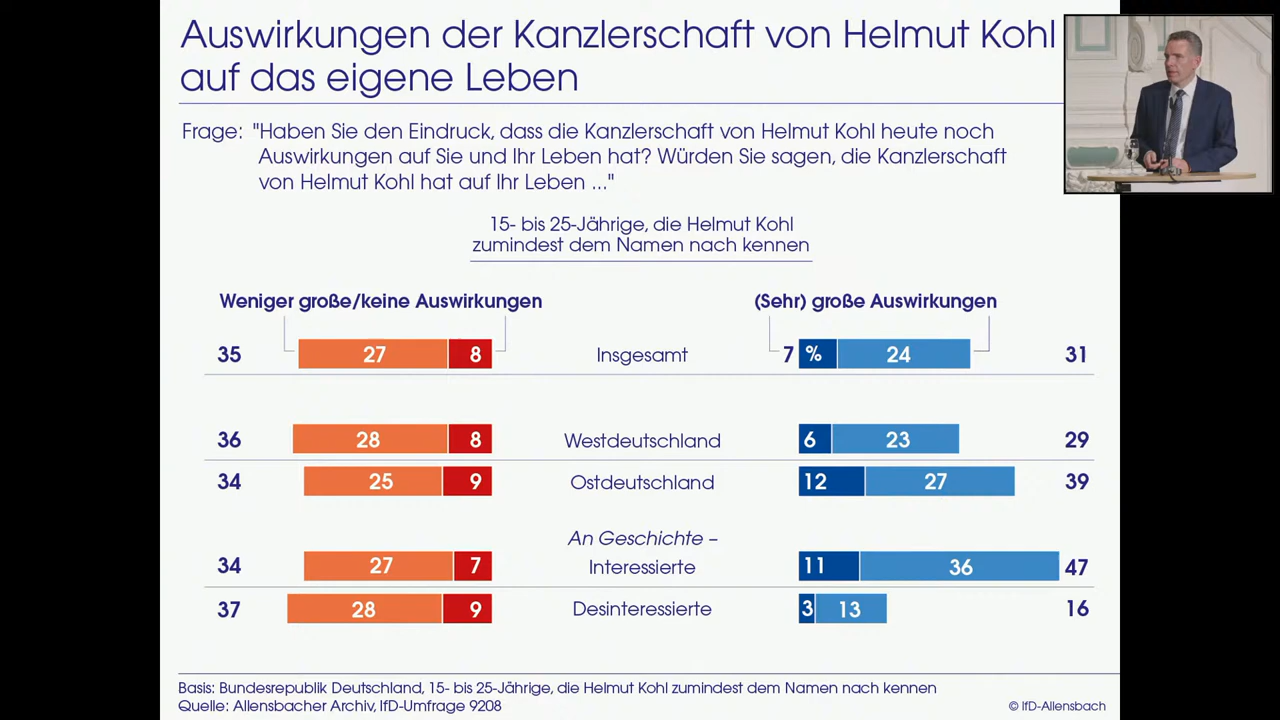 Auswirkungen der Kanzlerschaft von Helmut Kohl
auf das eigene Leben
Frage: "Haben Sie den Eindruck, dass die Kanzlerschaft von Helmut Kohl heute noch
Auswirkungen auf Sie und Ihr Leben hat? Würden Sie sagen, die Kanzlerschaft
von Helmut Kohl hat auf Ihr Leben ..."
15- bis 25-Jährige, die Helmut Kohl
zumindest dem Namen nach kennen
Weniger große/keine Auswirkungen (Sehr) große Auswirkungen
35 27 8 Insgesamt 7 % 24 31
36 28 8 Westdeutschland 6 23 29
34 25 9 Ostdeutschland 12 27 39
An Geschichte –
34 27 7 Interessierte 11 36 47
37 28 9 Desinteressierte 3 13 16
Basis: Bundesrepublik Deutschland, 15- bis 25-Jährige, die Helmut Kohl zumindest dem Namen nach kennen
Quelle: Allensbacher Archiv, IfD-Umfrage 9208 © IfD-Allensbach